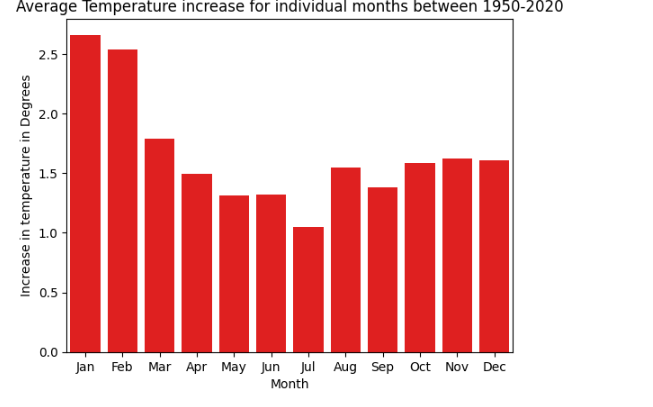 Average Temperature increase for individual months between 1950-2020
Increase in temperature in Degrees
2.5
2.0
1.5
1.0
0.5
0.0
Jan Feb Mar Apr May Jun Jul Aug Sep Oct Nov Dec
Month